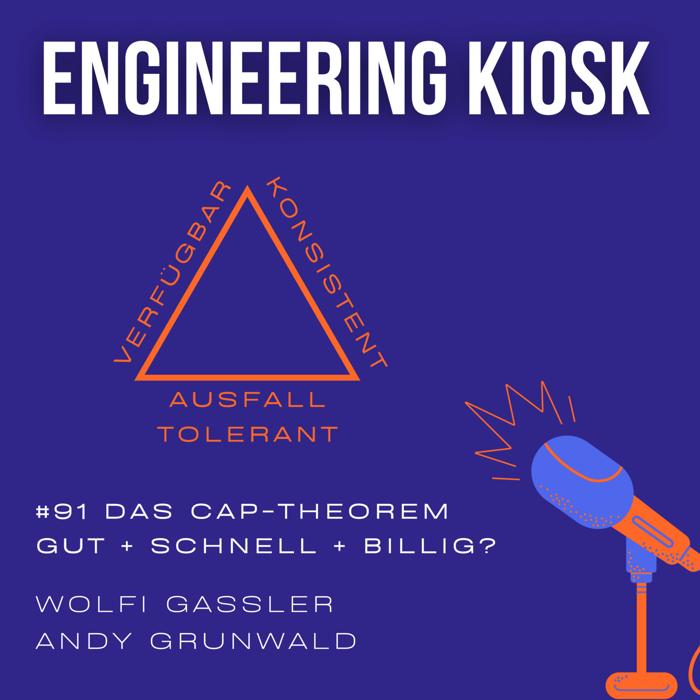 ENGINEERING KIOSK
VERFÜGBAR
KONSISTENT
AUSFALL
TOLERANT
#91 DAS CAP-THEOREM
GUT + SCHNELL + BILLIG?
WOLFI GASSLER
ANDY GRUNWALD